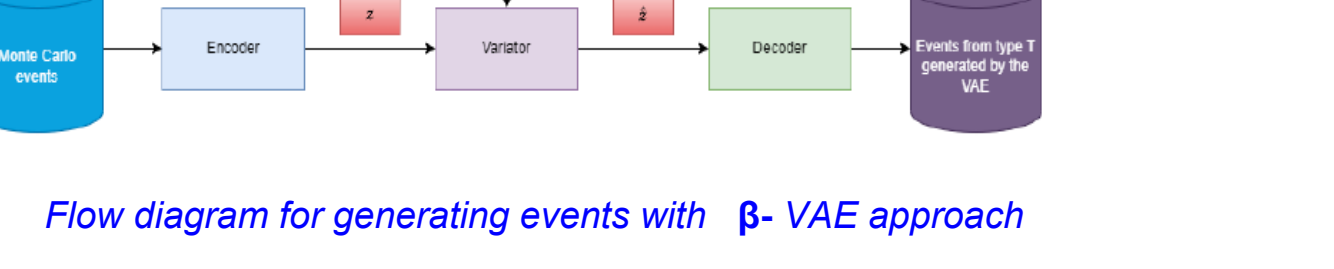 z
ẑ
Monte Carlo
events
Encoder
Variator
Decoder
Events from type T
generated by the
VAE
Flow diagram for generating events with β- VAE approach